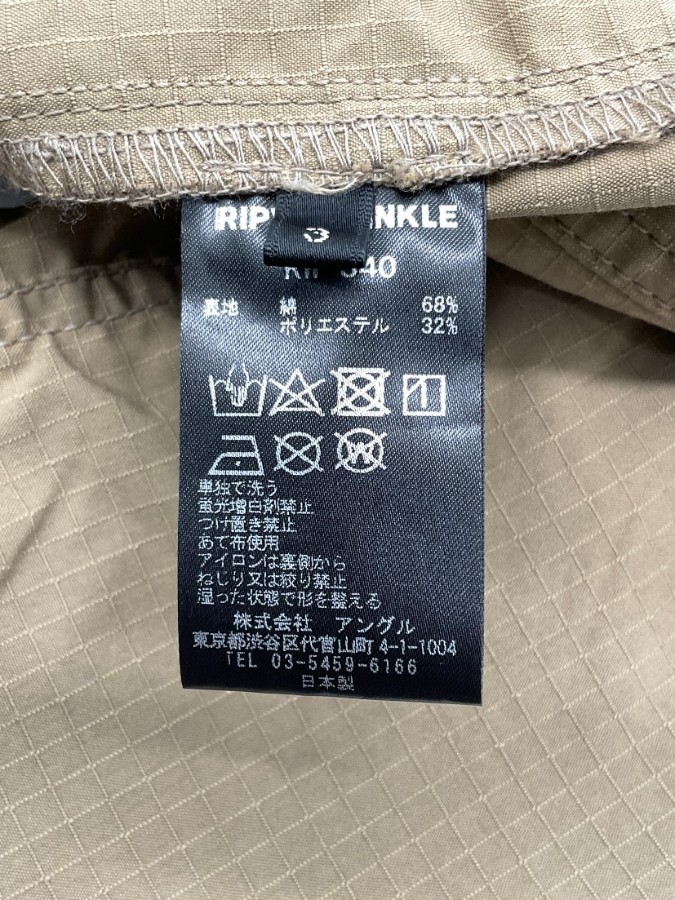 3
表地 綿 68%
ポリエステル 32%
1
W
単独で洗う
蛍光増白剤禁止
つけ置き禁止
あて布使用
アイロンは裏側から
ねじり又は絞り禁止
湿った状態で形を整える
株式会社 アングル
東京都渋谷区代官山町4-1-1004
TEL 03-5459-6166
日本製